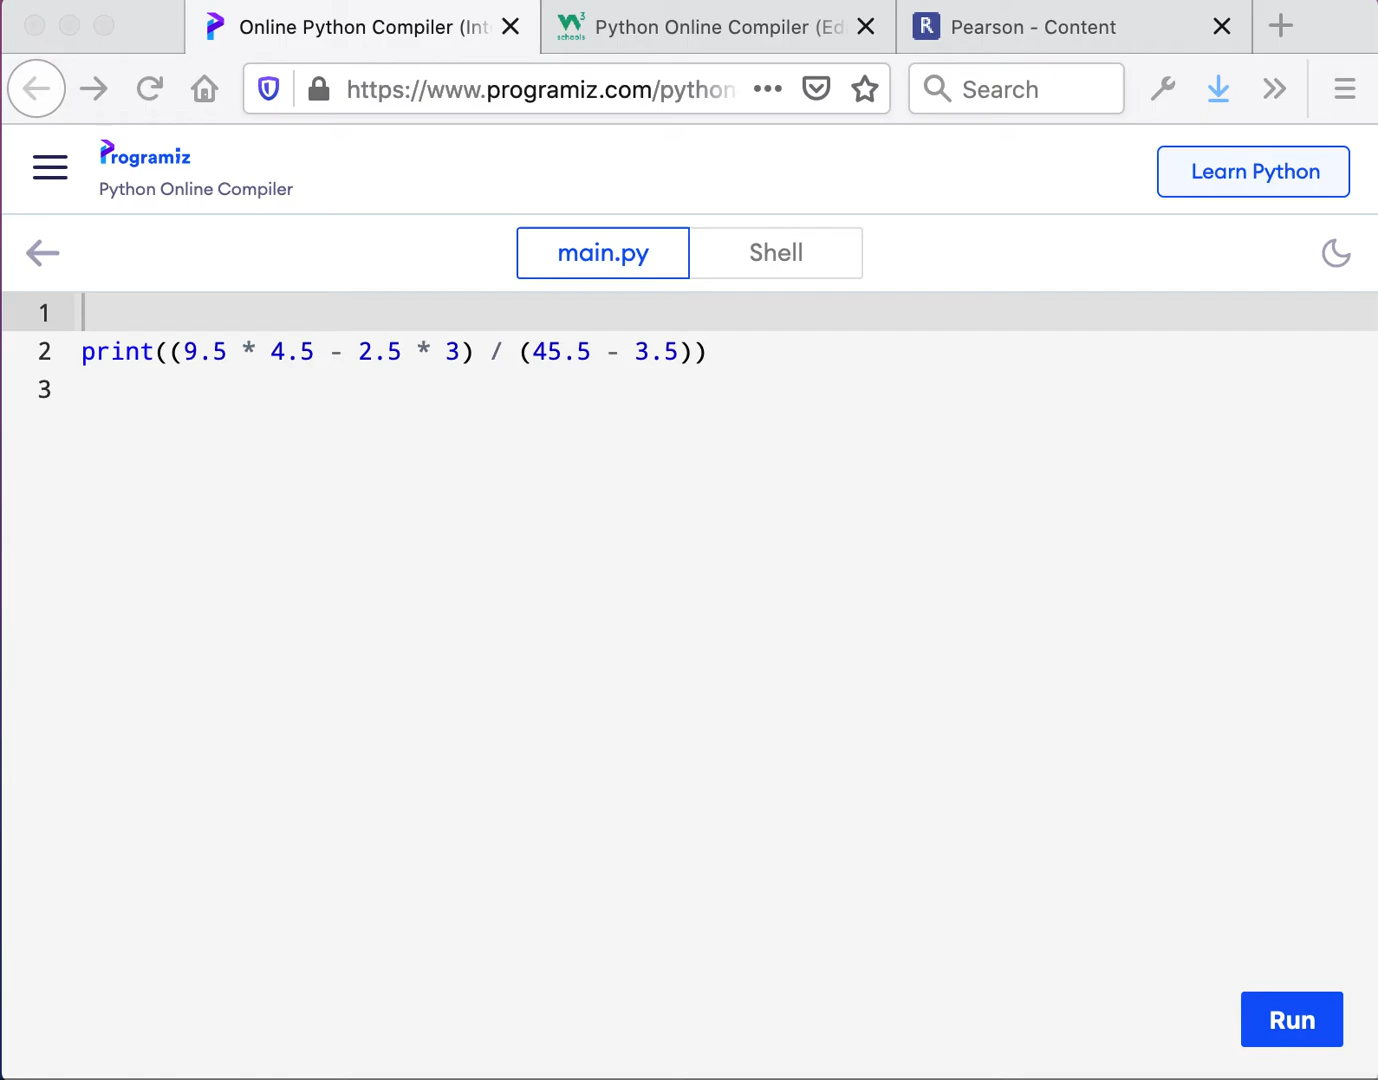 Online Python Compiler (Int
Python Online Compiler (Ed
Pearson - Content
https://www.programiz.com/python
Search
Programiz
Python Online Compiler
Learn Python
main.py
Shell
1
2 print((9.5 * 4.5 - 2.5 * 3) / (45.5 - 3.5))
3
Run